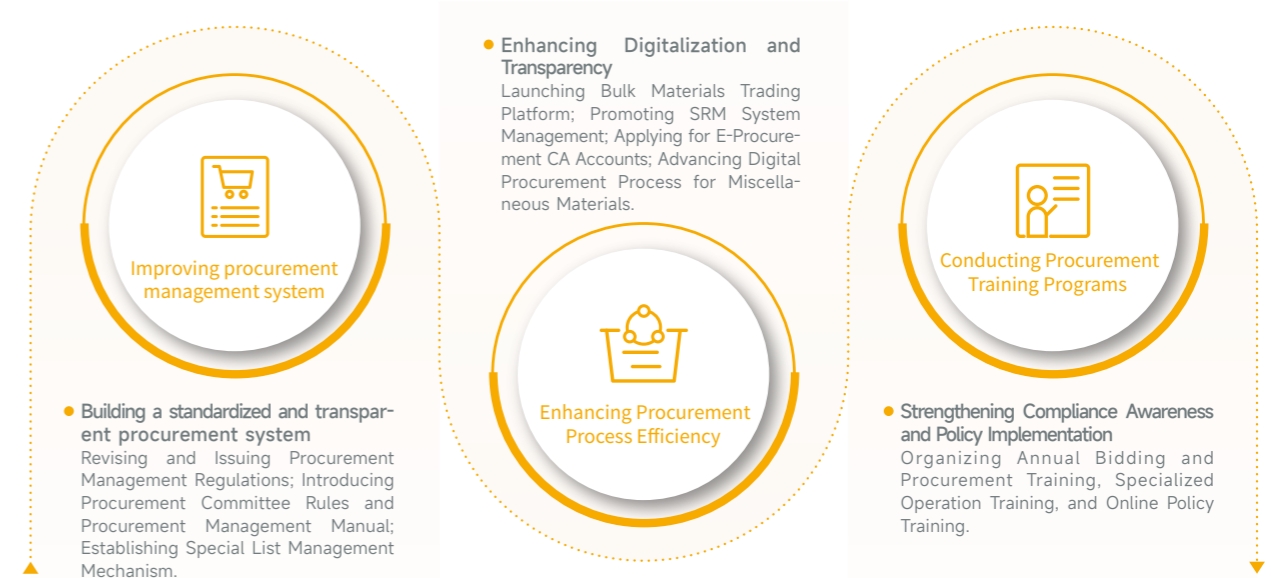 Improving procurement
management system
Building a standardized and transpar-
ent procurement system
Revising and Issuing Procurement
Management Regulations; Introducing
Procurement Committee Rules and
Procurement Management Manual;
Establishing Special List Management
Mechanism.
Enhancing Digitalization and
Transparency
Launching Bulk Materials Trading
Platform; Promoting SRM System
Management; Applying for E-Procure-
ment CA Accounts; Advancing Digital
Procurement Process for Miscella-
neous Materials.
Enhancing Procurement
Process Efficiency
Conducting Procurement
Training Programs
Strengthening Compliance Awareness
and Policy Implementation
Organizing Annual Bidding and
Procurement Training, Specialized
Operation Training, and Online Policy
Training.